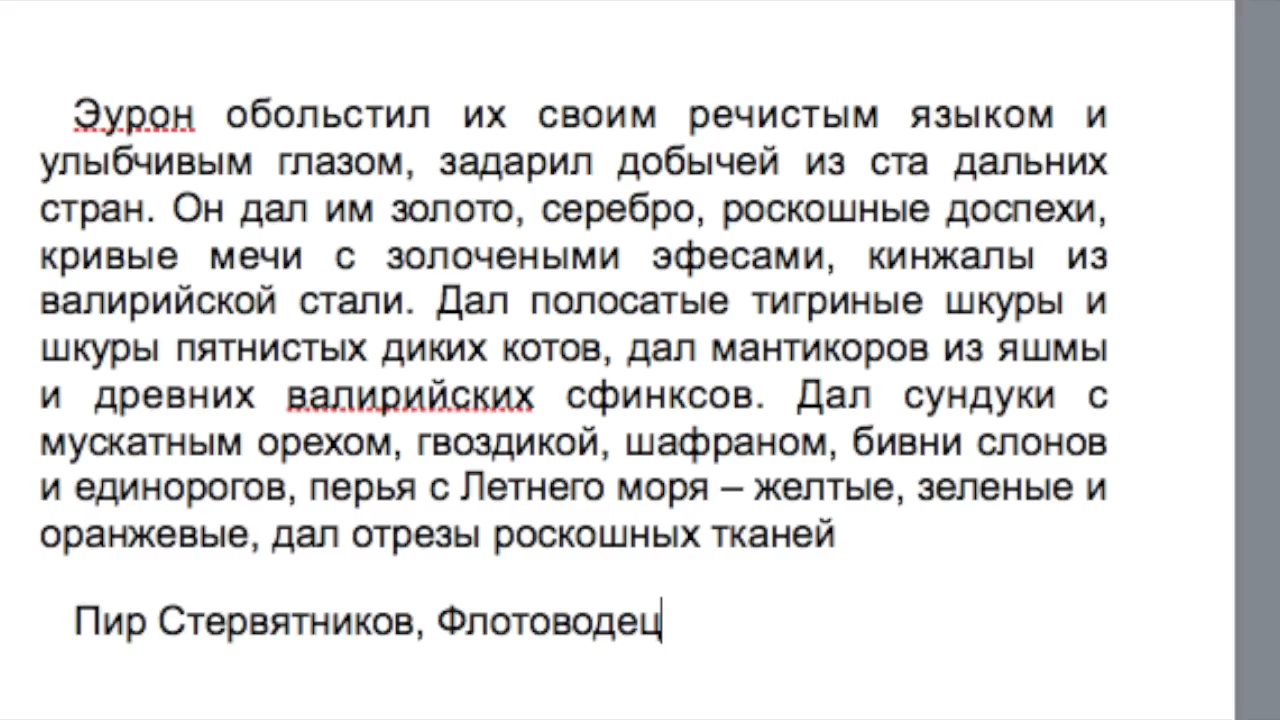 Эурон обольстил их своим речистым языком и
улыбчивым глазом, задарил добычей из ста дальних
стран. Он дал им золото, серебро, роскошные доспехи,
кривые мечи с золочеными эфесами, кинжалы из
валирийской стали. Дал полосатые тигриные шкуры и
шкуры пятнистых диких котов, дал мантикоров из яшмы
и древних валирийских сфинксов. Дал сундуки с
мускатным орехом, гвоздикой, шафраном, бивни слонов
и единорогов, перья с Летнего моря – желтые, зеленые и
оранжевые, дал отрезы роскошных тканей
Пир Стервятников, Флотоводец